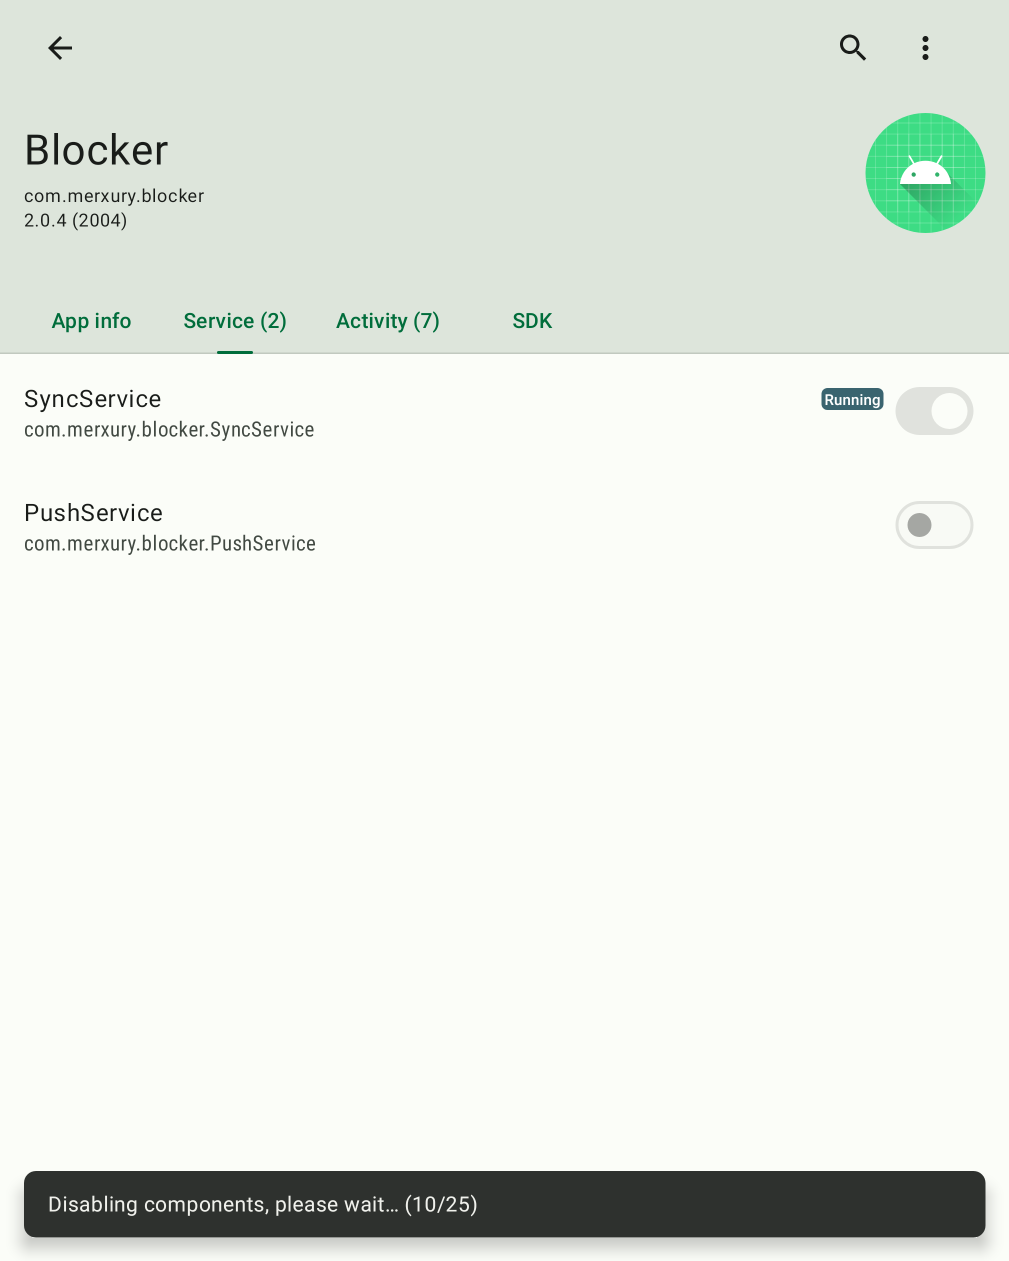 Blocker
com.merxury.blocker
2.0.4 (2004)
App info
Service (2)
Activity (7)
SDK
SyncService
Running
com.merxury.blocker.SyncService
PushService
com.merxury.blocker.PushService
Disabling components, please wait… (10/25)